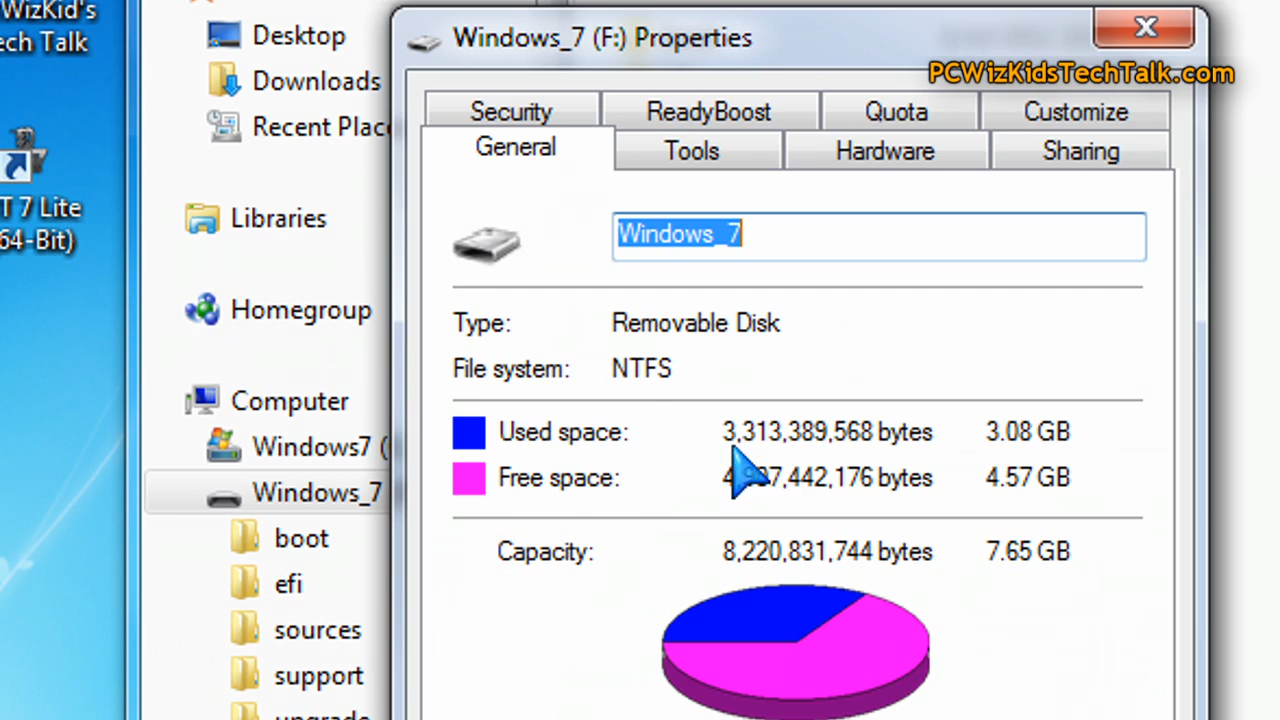 WizKid's
ech Talk
T 7 Lite
64-Bit)
Desktop
Downloads
Recent Plac
Libraries
Homegroup
Computer
Windows7 (
Windows_7
boot
efi
sources
support
Windows_7 (F:) Properties
PCWizKidsTechTalk.com
Security ReadyBoost Quota Customize
General Tools Hardware Sharing
Windows_7
Type: Removable Disk
File system: NTFS
Used space: 3,313,389,568 bytes 3.08 GB
Free space: 7,442,176 bytes 4.57 GB
Capacity: 8,220,831,744 bytes 7.65 GB